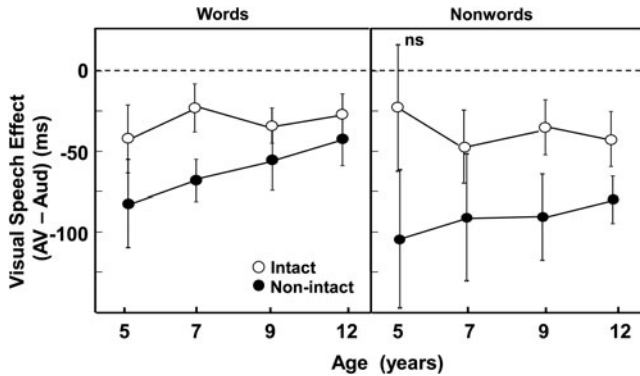 Words
Nonwords
Visual Speech Effect
(AV – Aud) (ms)
0
-50
-100
ns
Intact
Non-intact
5 7 9 12
5 7 9 12
Age (years)